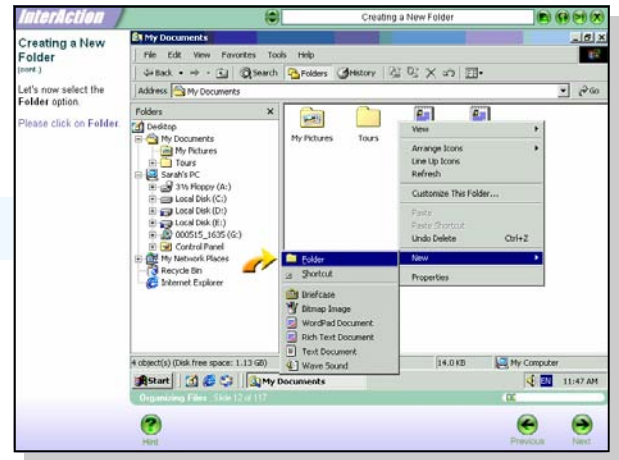 InterAction
Creating a New Folder
Creating a New
Folder
(cont.)
Let's now select the
Folder option.
Please click on Folder.
My Documents
File Edit View Favorites Tools Help
Back Search Folders History
Address My Documents Go
Folders
Desktop
My Documents
My Pictures
Tours
Sarah's PC
3½ Floppy (A:)
Local Disk (C:)
Local Disk (D:)
Local Disk (E:)
000515_1635 (G:)
Control Panel
My Network Places
Recycle Bin
Internet Explorer
My Pictures Tours
View
Arrange Icons
Line Up Icons
Refresh
Customize This Folder...
Paste
Paste Shortcut
Undo Delete Ctrl+Z
New
Properties
Folder
Shortcut
Briefcase
Bitmap Image
WordPad Document
Rich Text Document
Text Document
Wave Sound
4 object(s) (Disk free space: 1.13 GB) 14.0 KB My Computer
Start My Documents EN 11:47 AM
Organizing Files : Slide 12 of 117
Hint Previous Next